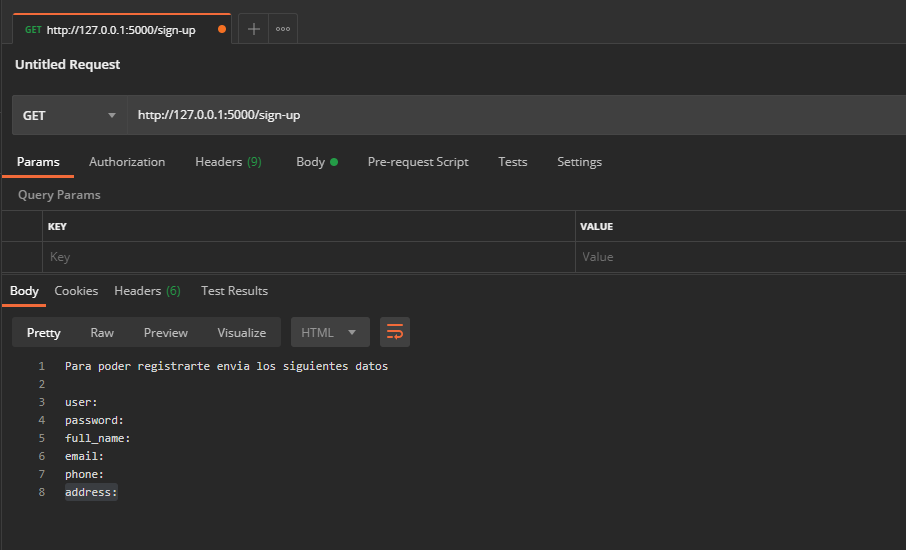 GET http://127.0.0.1:5000/sign-up
Untitled Request
GET http://127.0.0.1:5000/sign-up
Params Authorization Headers (9) Body Pre-request Script Tests Settings
Query Params
KEY VALUE
Key Value
Body Cookies Headers (6) Test Results
Pretty Raw Preview Visualize HTML
1 Para poder registrarte envia los siguientes datos
2
3 user:
4 password:
5 full_name:
6 email:
7 phone:
8 address: